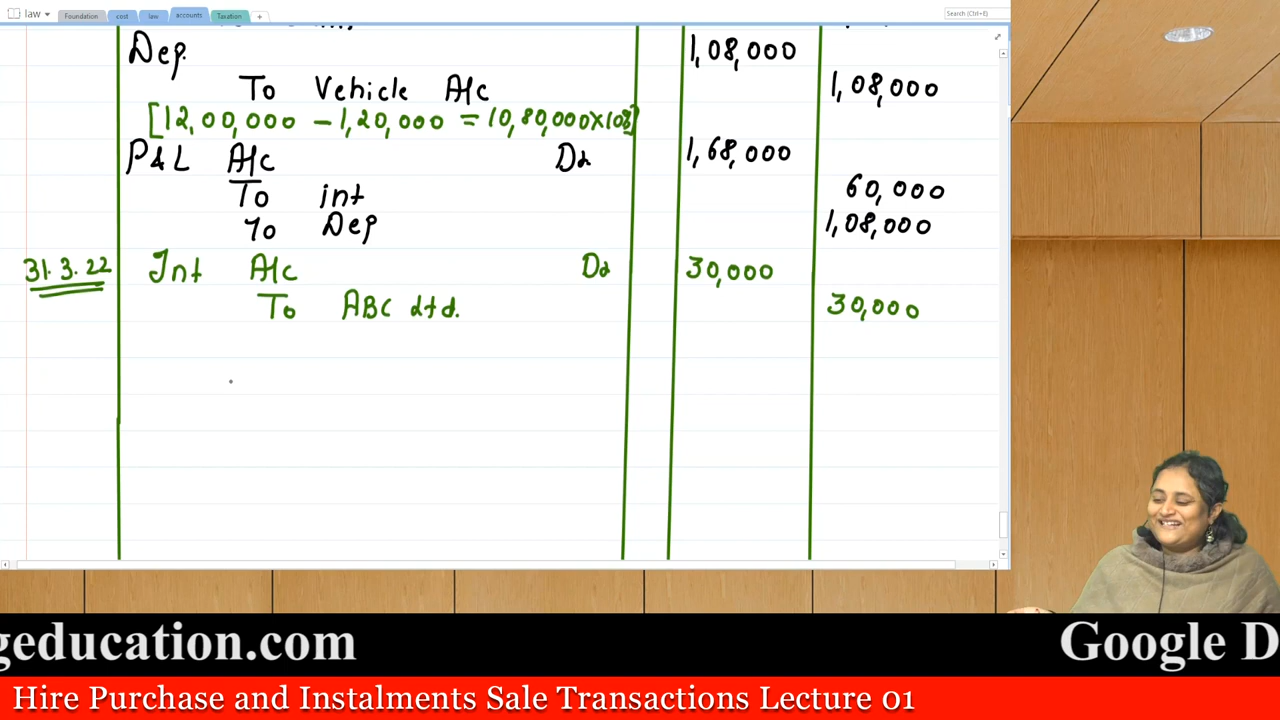 law
Foundation cost law accounts Taxation +
Search (Ctrl+E)
Dep. 1,08,000
To Vehicle A/c 1,08,000
[12,00,000 - 1,20,000 = 10,80,000×10%]
P&L A/c Dr 1,68,000
To int 60,000
To Dep 1,08,000
31.3.22 Int A/c Dr 30,000
To ABC ltd. 30,000
geducation.com Google D
Hire Purchase and Instalments Sale Transactions Lecture 01